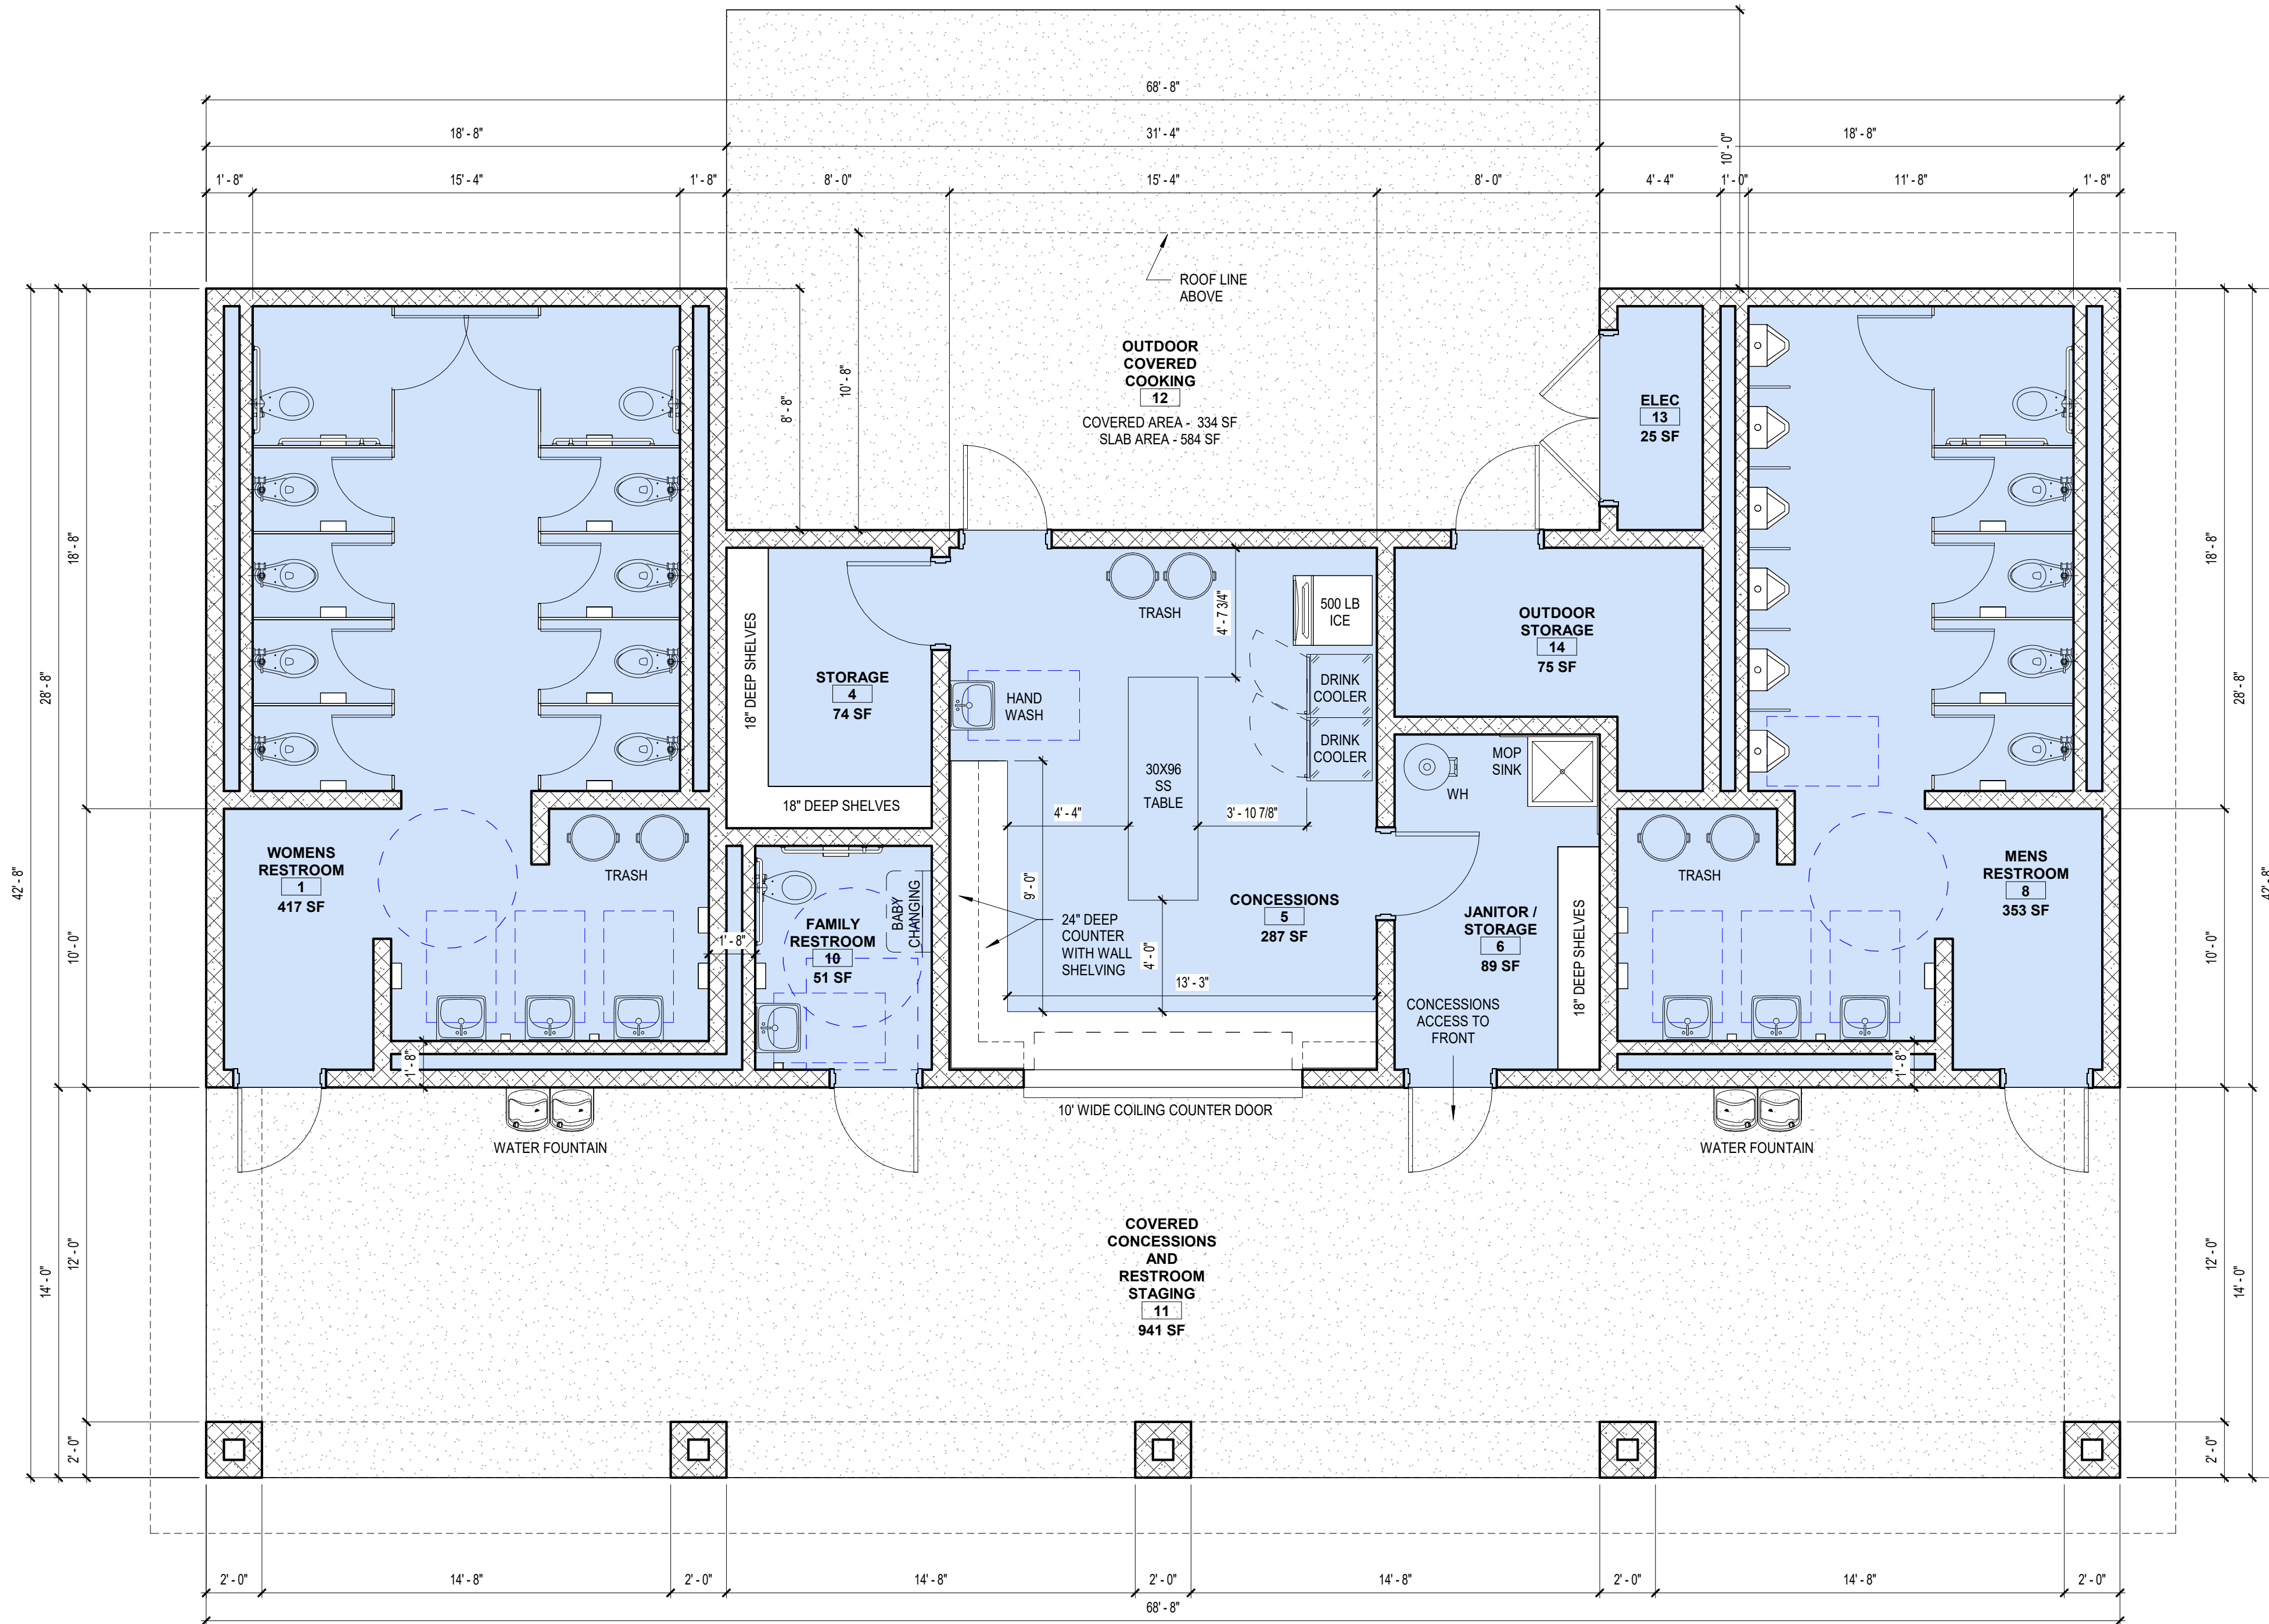 68' - 8"
18' - 8"
31' - 4"
18' - 8"
10' - 0"
1' - 8"
15' - 4"
1' - 8"
8' - 0"
15' - 4"
8' - 0"
4' - 4"
1' - 0"
11' - 8"
1' - 8"
ROOF LINE
ABOVE
OUTDOOR
COVERED
COOKING
12
COVERED AREA - 334 SF
SLAB AREA - 584 SF
8' - 8"
10' - 8"
ELEC
13
25 SF
18' - 8"
28' - 8"
42' - 8"
10' - 0"
14' - 0"
12' - 0"
2' - 0"
18' - 8"
28' - 8"
42' - 8"
10' - 0"
12' - 0"
14' - 0"
2' - 0"
18" DEEP SHELVES
STORAGE
4
74 SF
18" DEEP SHELVES
TRASH
4' - 7 3/4"
500 LB
ICE
HAND
WASH
DRINK
COOLER
DRINK
COOLER
30X96
SS
TABLE
4' - 4"
3' - 10 7/8"
OUTDOOR
STORAGE
14
75 SF
MOP
SINK
WH
WOMENS
RESTROOM
1
417 SF
TRASH
1' - 8"
1' - 8"
FAMILY
RESTROOM
10
51 SF
BABY
CHANGING
9' - 0"
24" DEEP
COUNTER
WITH WALL
SHELVING
4' - 0"
13' - 3"
CONCESSIONS
5
287 SF
JANITOR /
STORAGE
6
89 SF
18" DEEP SHELVES
CONCESSIONS
ACCESS TO
FRONT
TRASH
MENS
RESTROOM
8
353 SF
1' - 8"
10' WIDE COILING COUNTER DOOR
WATER FOUNTAIN
WATER FOUNTAIN
COVERED
CONCESSIONS
AND
RESTROOM
STAGING
11
941 SF
2' - 0"
14' - 8"
2' - 0"
14' - 8"
2' - 0"
14' - 8"
2' - 0"
14' - 8"
2' - 0"
68' - 8"